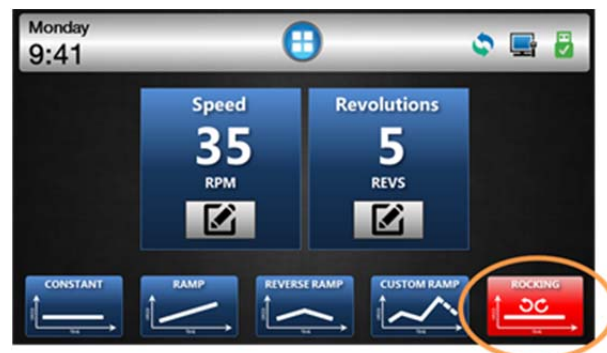 Monday
9:41
Speed
35
RPM
Revolutions
5
REVS
CONSTANT
RAMP
REVERSE RAMP
CUSTOM RAMP
ROCKING